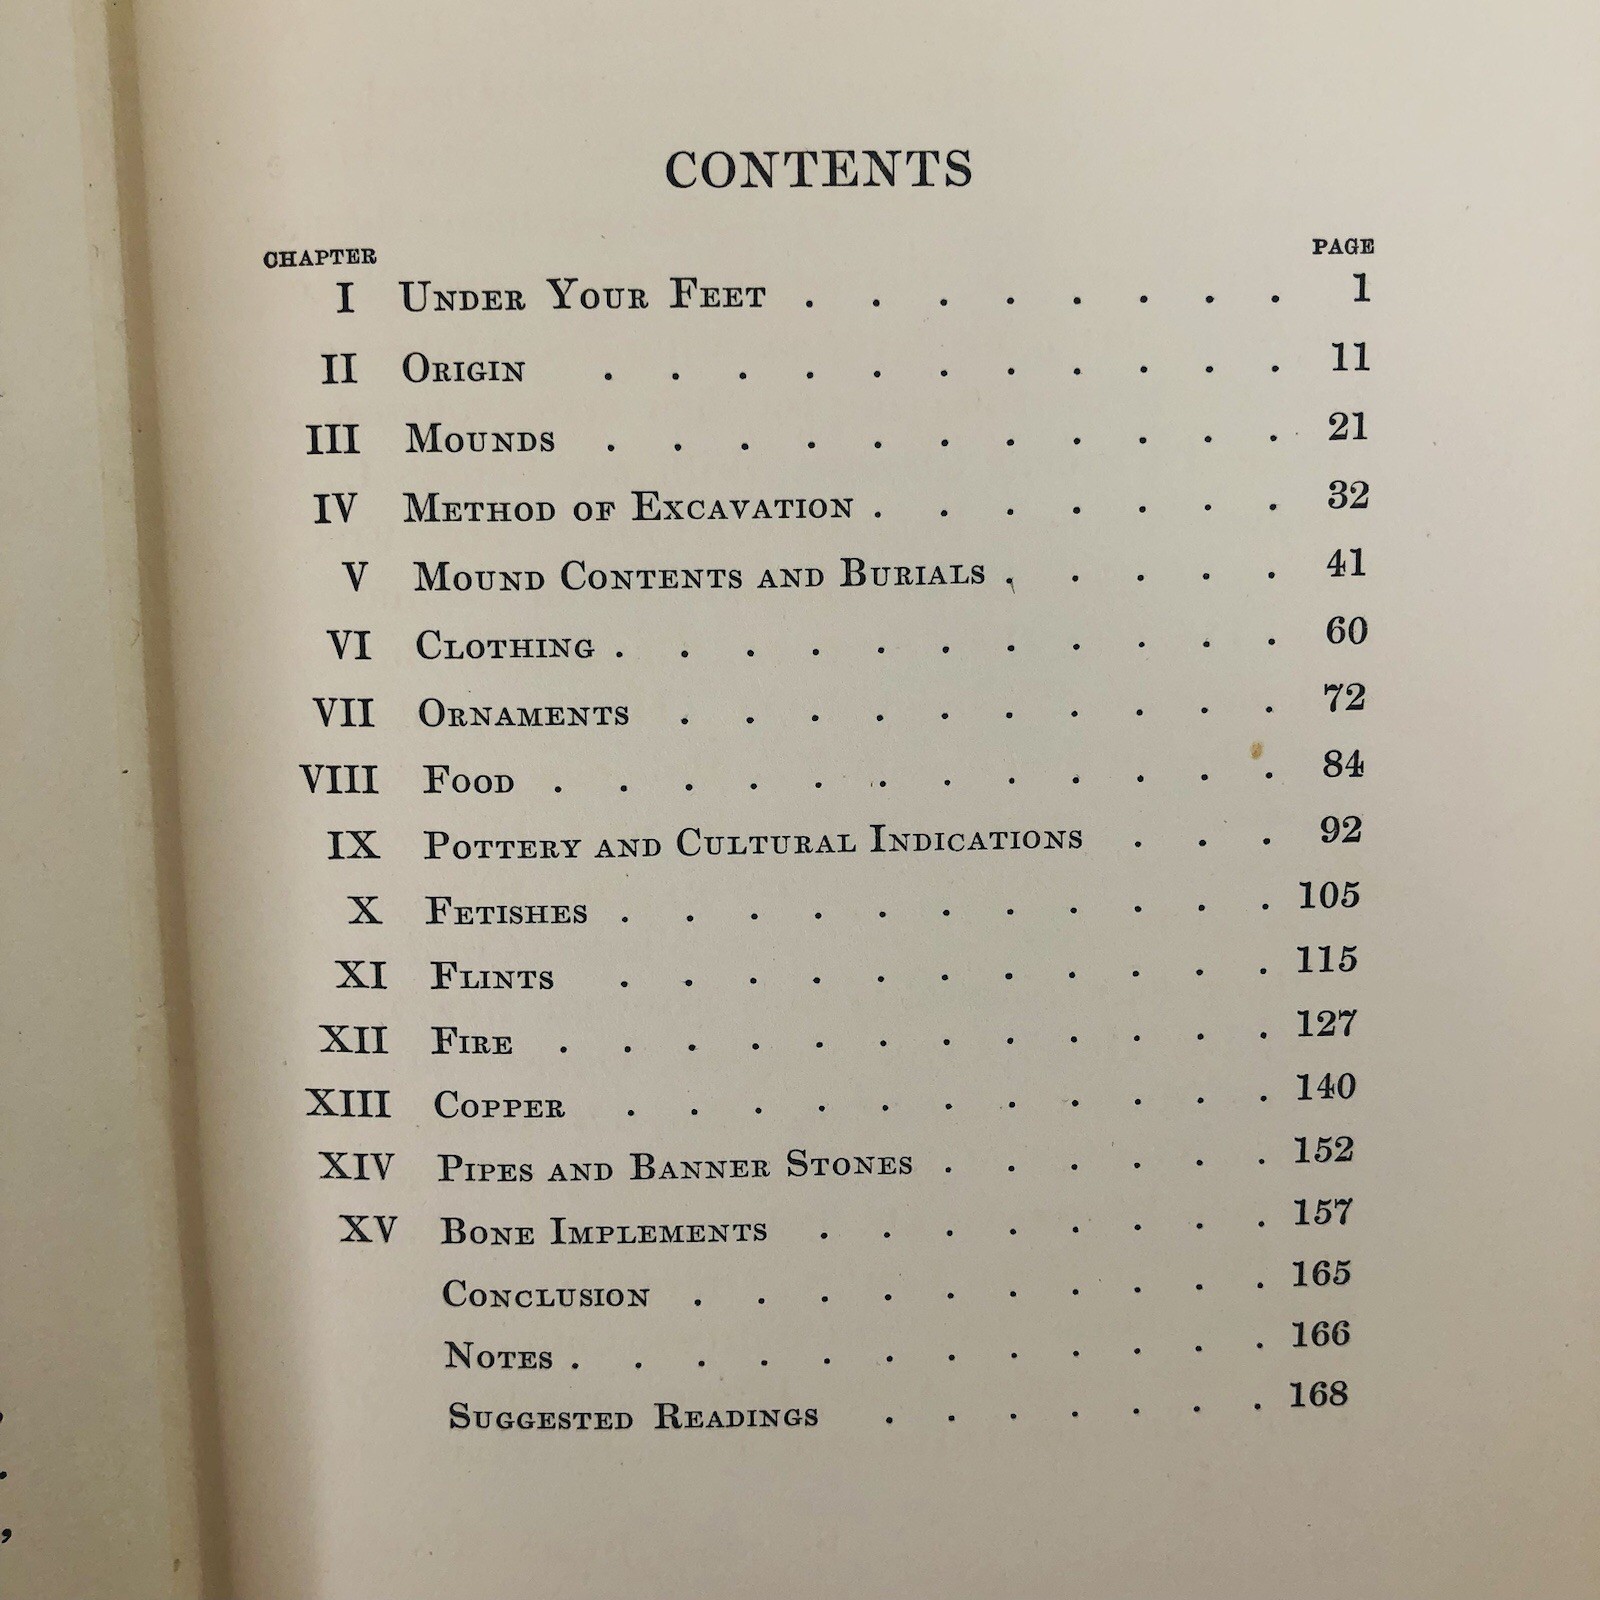 CONTENTS
CHAPTER PAGE
I UNDER YOUR FEET . . . . . . . . 1
II ORIGIN . . . . . . . . . . . 11
III MOUNDS . . . . . . . . . . . 21
IV METHOD OF EXCAVATION . . . . . . . 32
V MOUND CONTENTS AND BURIALS . . . . . 41
VI CLOTHING . . . . . . . . . . . 60
VII ORNAMENTS . . . . . . . . . . 72
VIII FOOD . . . . . . . . . . . . 84
IX POTTERY AND CULTURAL INDICATIONS . . . 92
X FETISHES . . . . . . . . . . . 105
XI FLINTS . . . . . . . . . . . 115
XII FIRE . . . . . . . . . . . . 127
XIII COPPER . . . . . . . . . . . 140
XIV PIPES AND BANNER STONES . . . . . . 152
XV BONE IMPLEMENTS . . . . . . . . 157
CONCLUSION . . . . . . . . . . 165
NOTES . . . . . . . . . . . . 166
SUGGESTED READINGS . . . . . . . 168